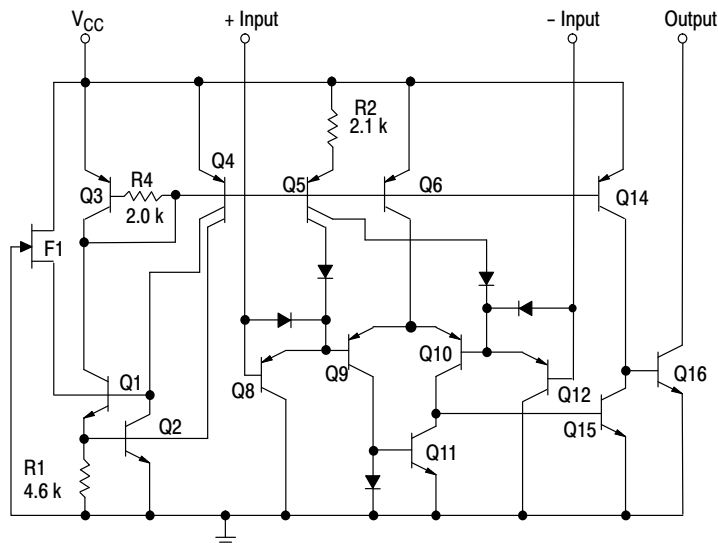 V_CC
+ Input
– Input
Output
R2
2.1 k
Q4
Q3
R4
2.0 k
Q5
Q6
Q14
F1
Q1
Q2
Q8
Q9
Q10
Q12
Q16
Q15
Q11
R1
4.6 k